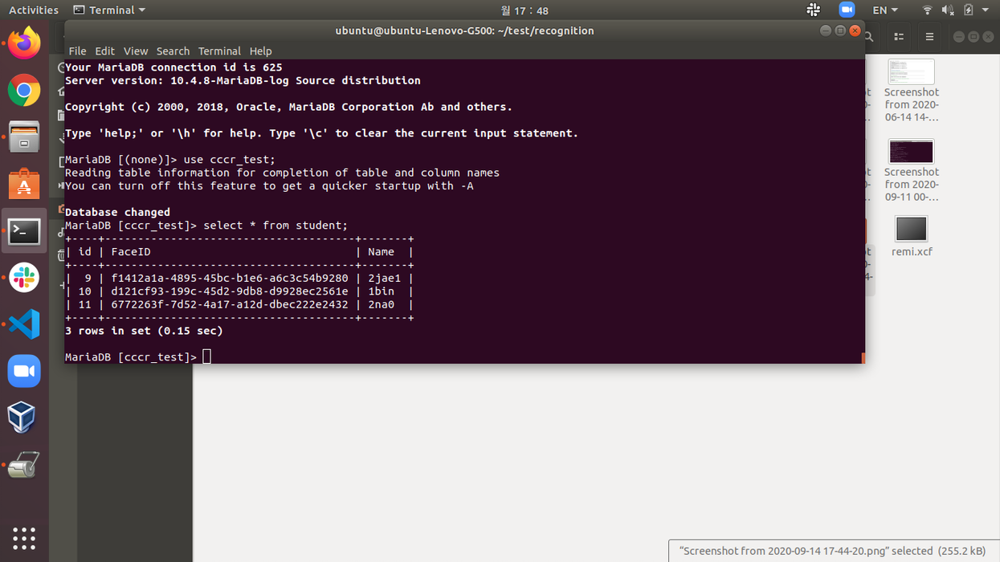 Activities Terminal 월 17 : 48 EN
ubuntu@ubuntu-Lenovo-G500: ~/test/recognition
File Edit View Search Terminal Help
Your MariaDB connection id is 625
Server version: 10.4.8-MariaDB-log Source distribution
Copyright (c) 2000, 2018, Oracle, MariaDB Corporation Ab and others.
Type 'help;' or '\h' for help. Type '\c' to clear the current input statement.
MariaDB [(none)]> use cccr_test;
Reading table information for completion of table and column names
You can turn off this feature to get a quicker startup with -A
Database changed
MariaDB [cccr_test]> select * from student;
+----+--------------------------------------+-------+
| id | FaceID                               | Name  |
+----+--------------------------------------+-------+
|  9 | f1412a1a-4895-45bc-b1e6-a6c3c54b9280 | 2jae1 |
| 10 | d121cf93-199c-45d2-9db8-d9928ec2561e | 1bin  |
| 11 | 6772263f-7d52-4a17-a12d-dbec222e2432 | 2na0  |
+----+--------------------------------------+-------+
3 rows in set (0.15 sec)
MariaDB [cccr_test]>
Screenshot
from 2020-
06-14 14-…
Screenshot
from 2020-
09-11 00-…
remi.xcf
“Screenshot from 2020-09-14 17-44-20.png” selected (255.2 kB)